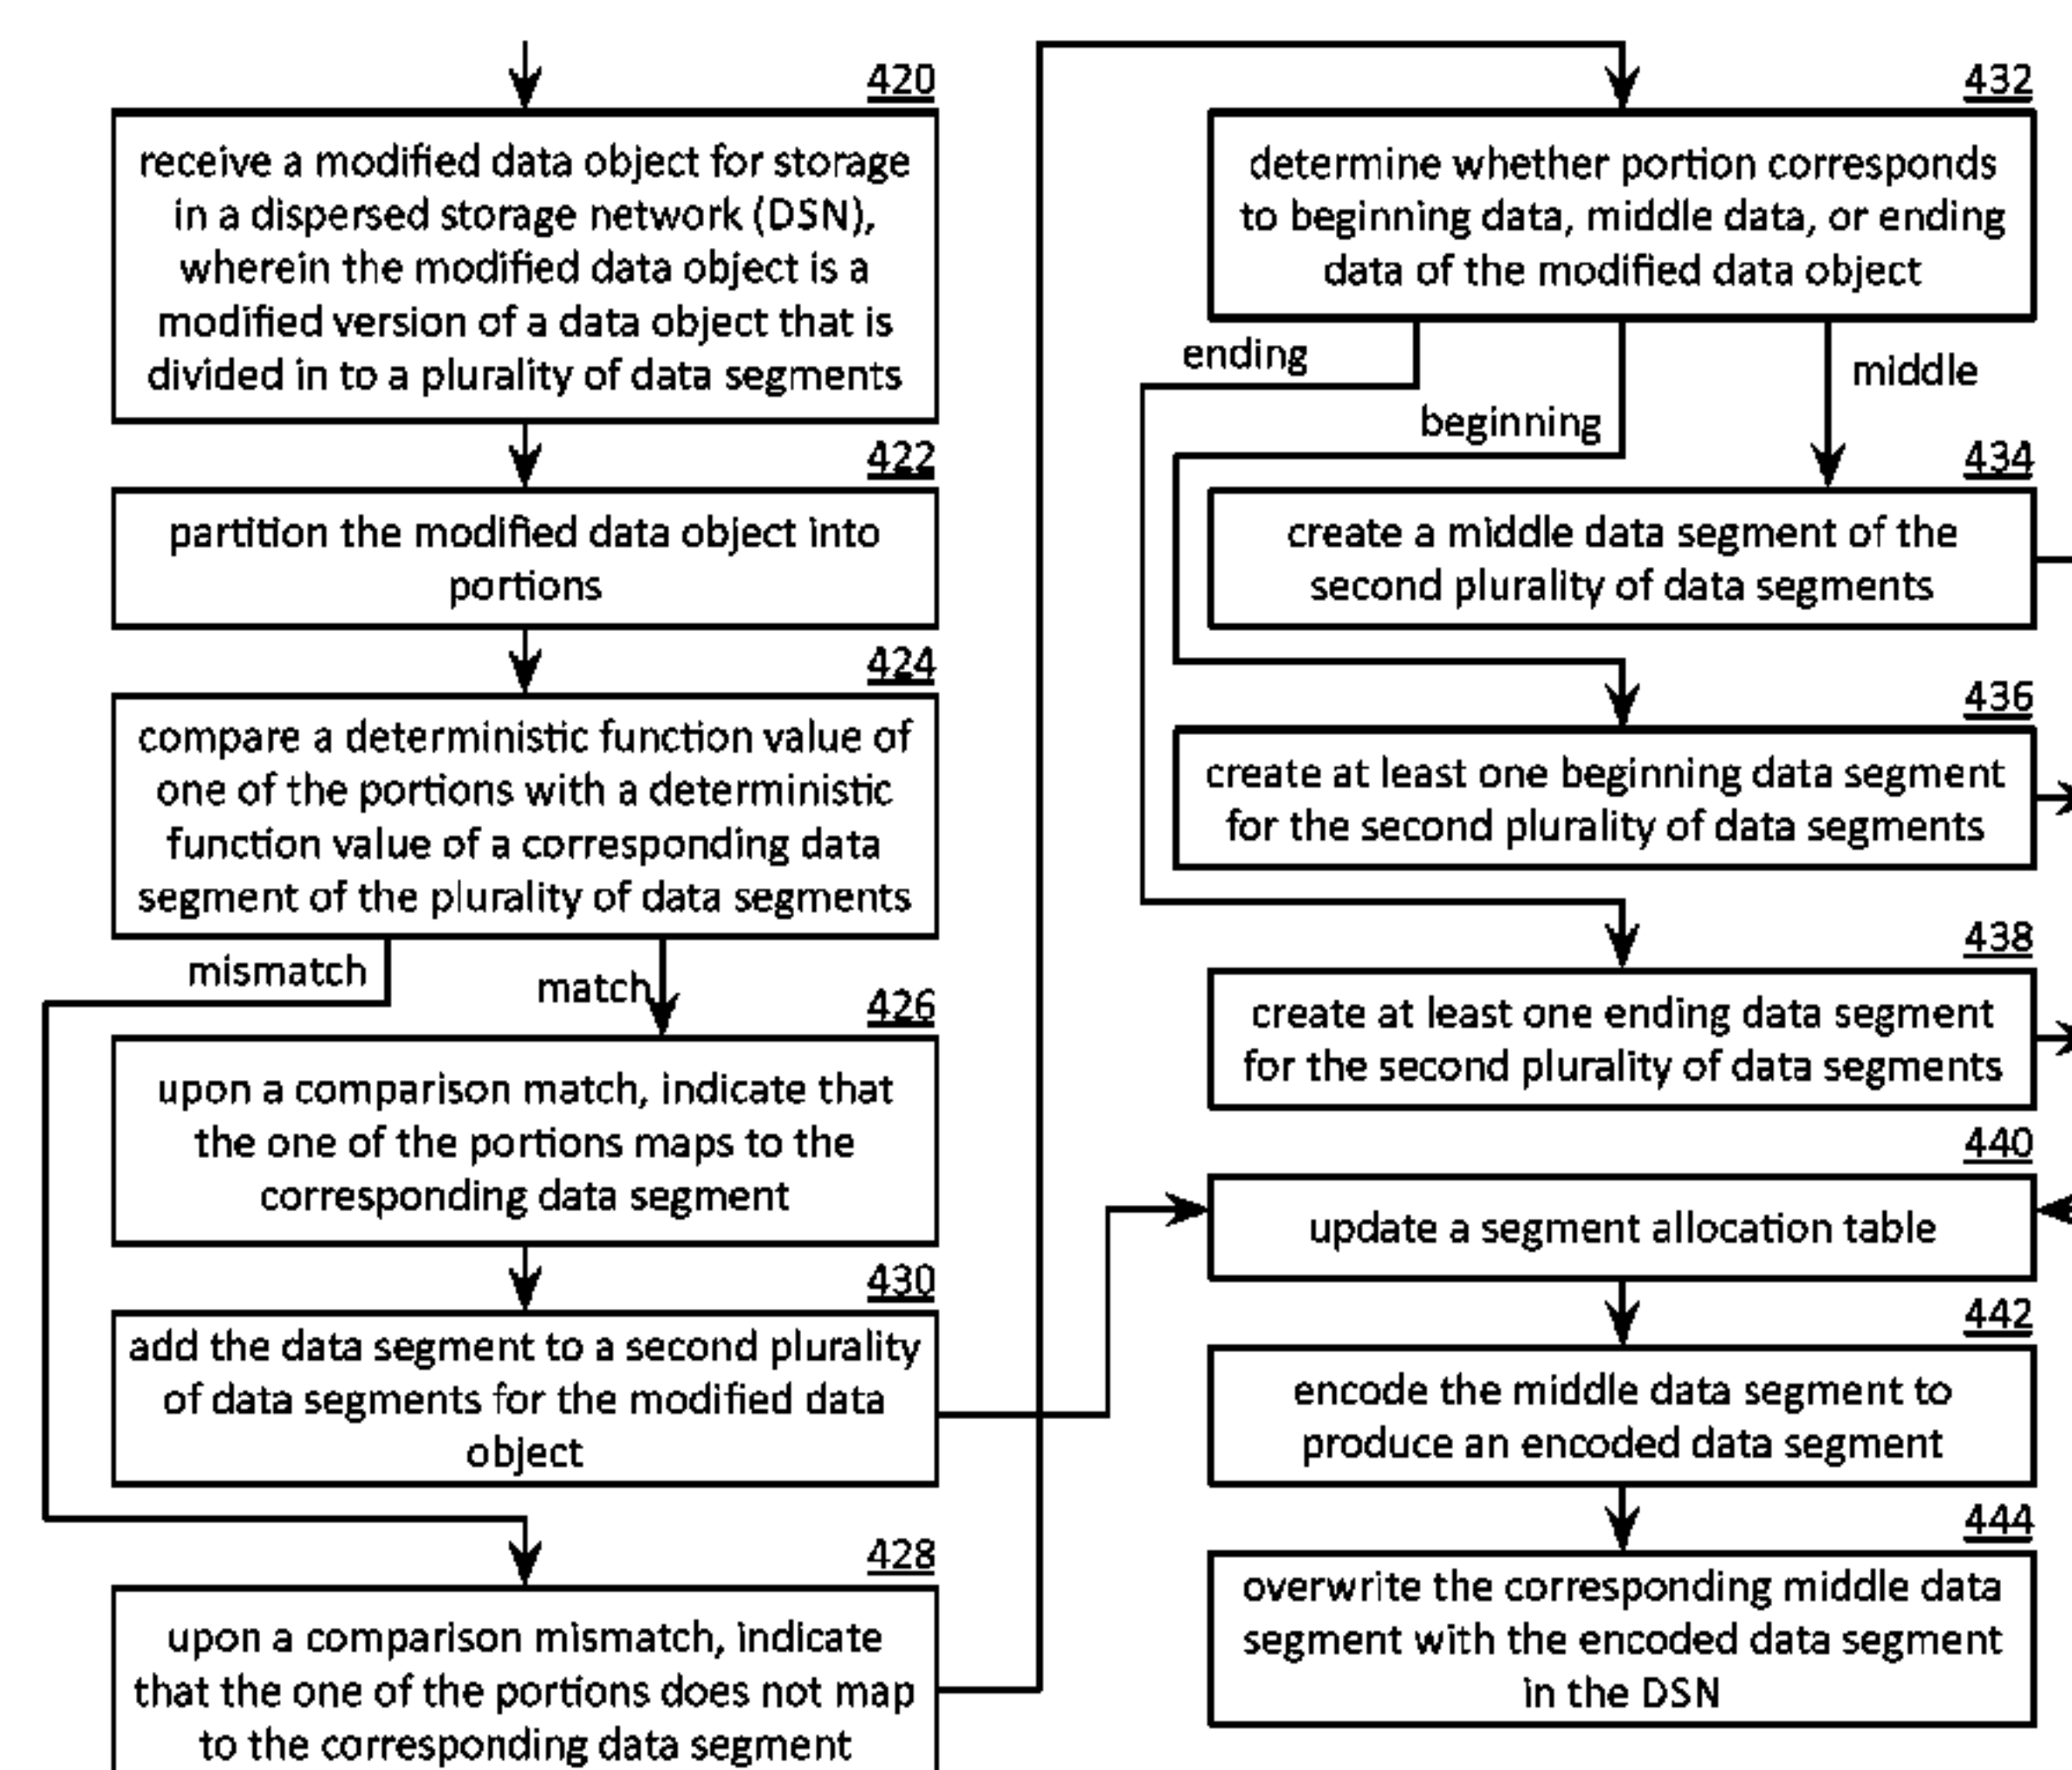 420
receive a modified data object for storage
in a dispersed storage network (DSN),
wherein the modified data object is a
modified version of a data object that is
divided in to a plurality of data segments
422
partition the modified data object into
portions
424
compare a deterministic function value of
one of the portions with a deterministic
function value of a corresponding data
segment of the plurality of data segments
mismatch
match
426
upon a comparison match, indicate that
the one of the portions maps to the
corresponding data segment
430
add the data segment to a second plurality
of data segments for the modified data
object
428
upon a comparison mismatch, indicate
that the one of the portions does not map
to the corresponding data segment
432
determine whether portion corresponds
to beginning data, middle data, or ending
data of the modified data object
ending
beginning
middle
434
create a middle data segment of the
second plurality of data segments
436
create at least one beginning data segment
for the second plurality of data segments
438
create at least one ending data segment
for the second plurality of data segments
440
update a segment allocation table
442
encode the middle data segment to
produce an encoded data segment
444
overwrite the corresponding middle data
segment with the encoded data segment
in the DSN